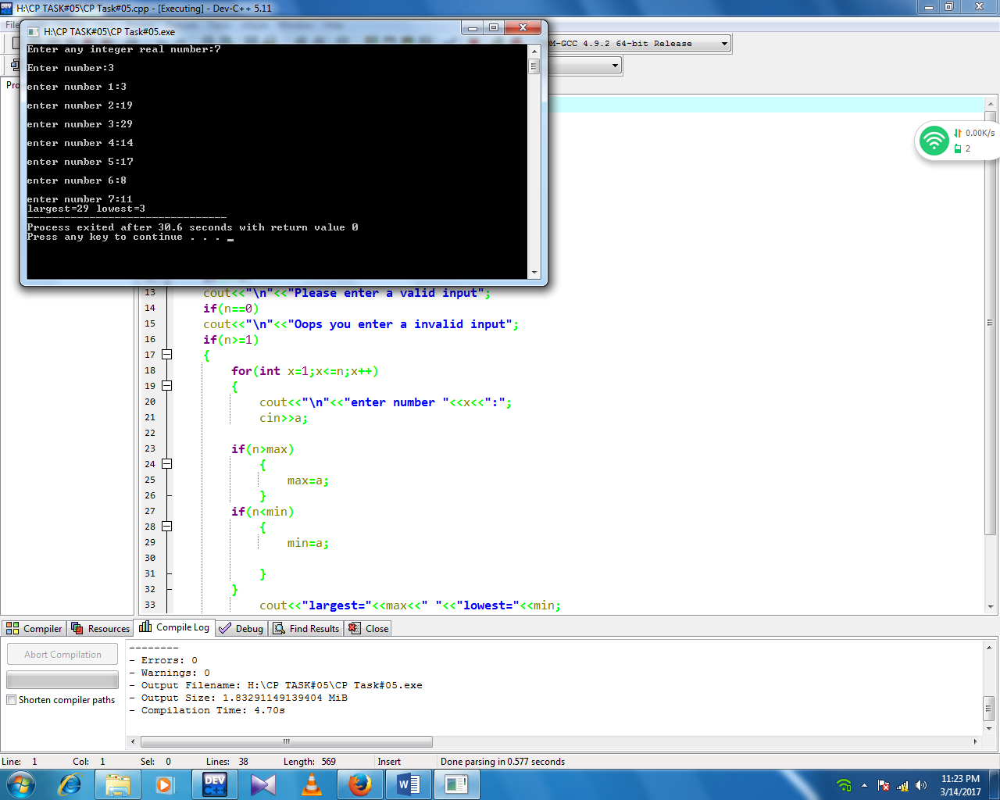 H:\CP TASK#05\CP Task#05.cpp - [Executing] - Dev-C++ 5.11
H:\CP TASK#05\CP Task#05.exe
GCC 4.9.2 64-bit Release
Enter any integer real number:7
Enter number:3
enter number 1:3
enter number 2:19
enter number 3:29
enter number 4:14
enter number 5:17
enter number 6:8
enter number 7:11
largest=29 lowest=3
--------------------------------
Process exited after 30.6 seconds with return value 0
Press any key to continue . . .
0.00K/s
2
13 cout<<"\n"<<"Please enter a valid input";
14 if(n==0)
15 cout<<"\n"<<"Oops you enter a invalid input";
16 if(n>=1)
17 {
18 for(int x=1;x<=n;x++)
19 {
20 cout<<"\n"<<"enter number "<<x<<":";
21 cin>>a;
22
23 if(n>max)
24 {
25 max=a;
26 }
27 if(n<min)
28 {
29 min=a;
30
31 }
32 }
33 cout<<"largest="<<max<<" "<<"lowest="<<min;
Compiler Resources Compile Log Debug Find Results Close
Abort Compilation
Shorten compiler paths
--------
- Errors: 0
- Warnings: 0
- Output Filename: H:\CP TASK#05\CP Task#05.exe
- Output Size: 1.83291149139404 MiB
- Compilation Time: 4.70s
Line: 1 Col: 1 Sel: 0 Lines: 38 Length: 569 Insert Done parsing in 0.577 seconds
DEV C++
11:23 PM
3/14/2017